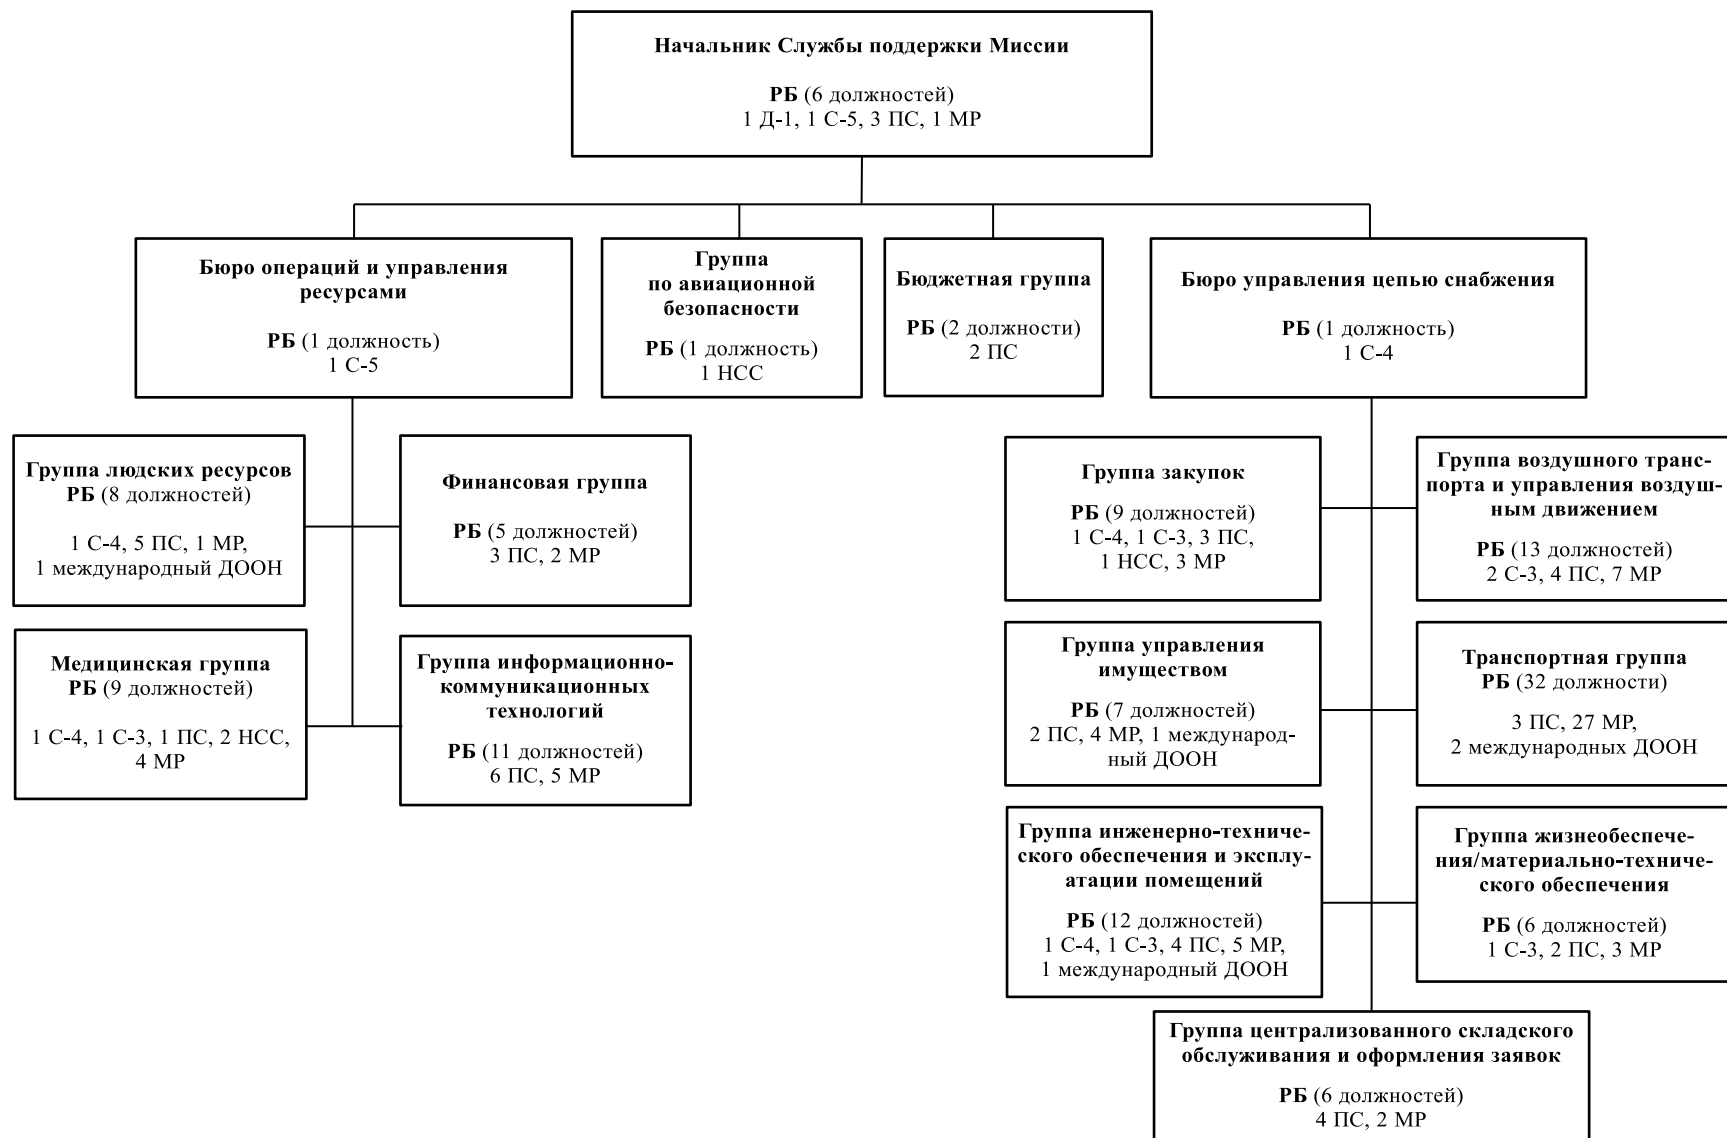 Начальник Службы поддержки Миссии
РБ (6 должностей)
1 Д-1, 1 С-5, 3 ПС, 1 МР
Бюро операций и управления
ресурсами
РБ (1 должность)
1 С-5
Группа
по авиационной
безопасности
РБ (1 должность)
1 НСС
Бюджетная группа
РБ (2 должности)
2 ПС
Бюро управления цепью снабжения
РБ (1 должность)
1 С-4
Группа людских ресурсов
РБ (8 должностей)
1 С-4, 5 ПС, 1 МР,
1 международный ДООН
Финансовая группа
РБ (5 должностей)
3 ПС, 2 МР
Медицинская группа
РБ (9 должностей)
1 С-4, 1 С-3, 1 ПС, 2 НСС,
4 МР
Группа информационно-
коммуникационных
технологий
РБ (11 должностей)
6 ПС, 5 МР
Группа закупок
РБ (9 должностей)
1 С-4, 1 С-3, 3 ПС,
1 НСС, 3 МР
Группа воздушного транс-
порта и управления воздуш-
ным движением
РБ (13 должностей)
2 С-3, 4 ПС, 7 МР
Группа управления
имуществом
РБ (7 должностей)
2 ПС, 4 МР, 1 международ-
ный ДООН
Транспортная группа
РБ (32 должности)
3 ПС, 27 МР,
2 международных ДООН
Группа инженерно-техниче-
ского обеспечения и эксплу-
атации помещений
РБ (12 должностей)
1 С-4, 1 С-3, 4 ПС, 5 МР,
1 международный ДООН
Группа жизнеобеспече-
ния/материально-техниче-
ского обеспечения
РБ (6 должностей)
1 С-3, 2 ПС, 3 МР
Группа централизованного складского
обслуживания и оформления заявок
РБ (6 должностей)
4 ПС, 2 МР